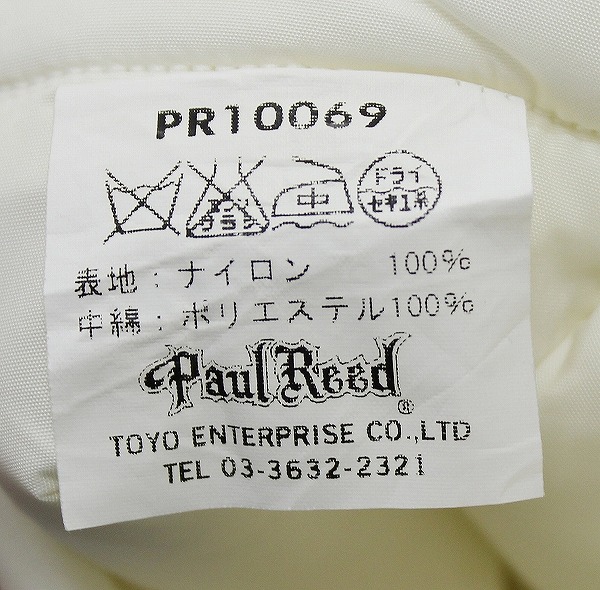 PR10069
エンソ
サラシ
中
ドライ
セキユ系
表地：ナイロン 100%
中綿：ポリエステル100%
Paul Reed®
TOYO ENTERPRISE CO.,LTD
TEL 03-3632-2321